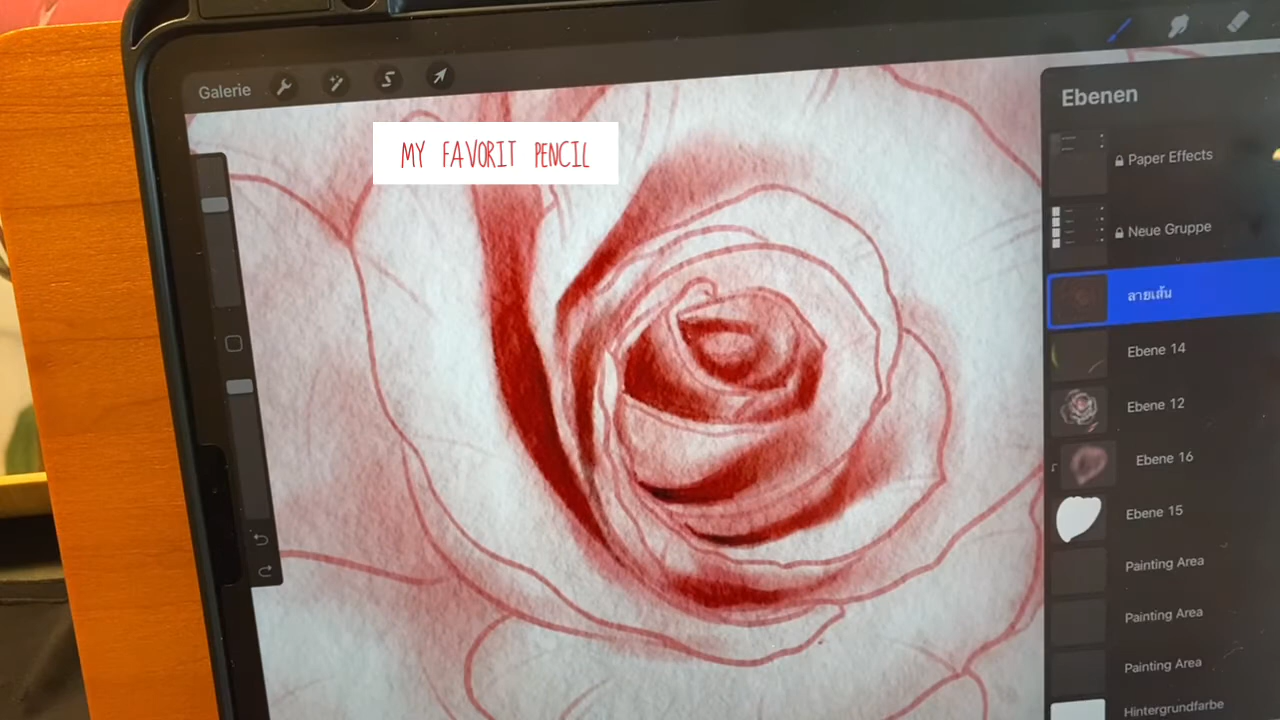 Galerie
MY FAVORIT PENCIL
Ebenen
Paper Effects
Neue Gruppe
ลายเส้น
Ebene 14
Ebene 12
Ebene 16
Ebene 15
Painting Area
Painting Area
Painting Area
Hintergrundfarbe